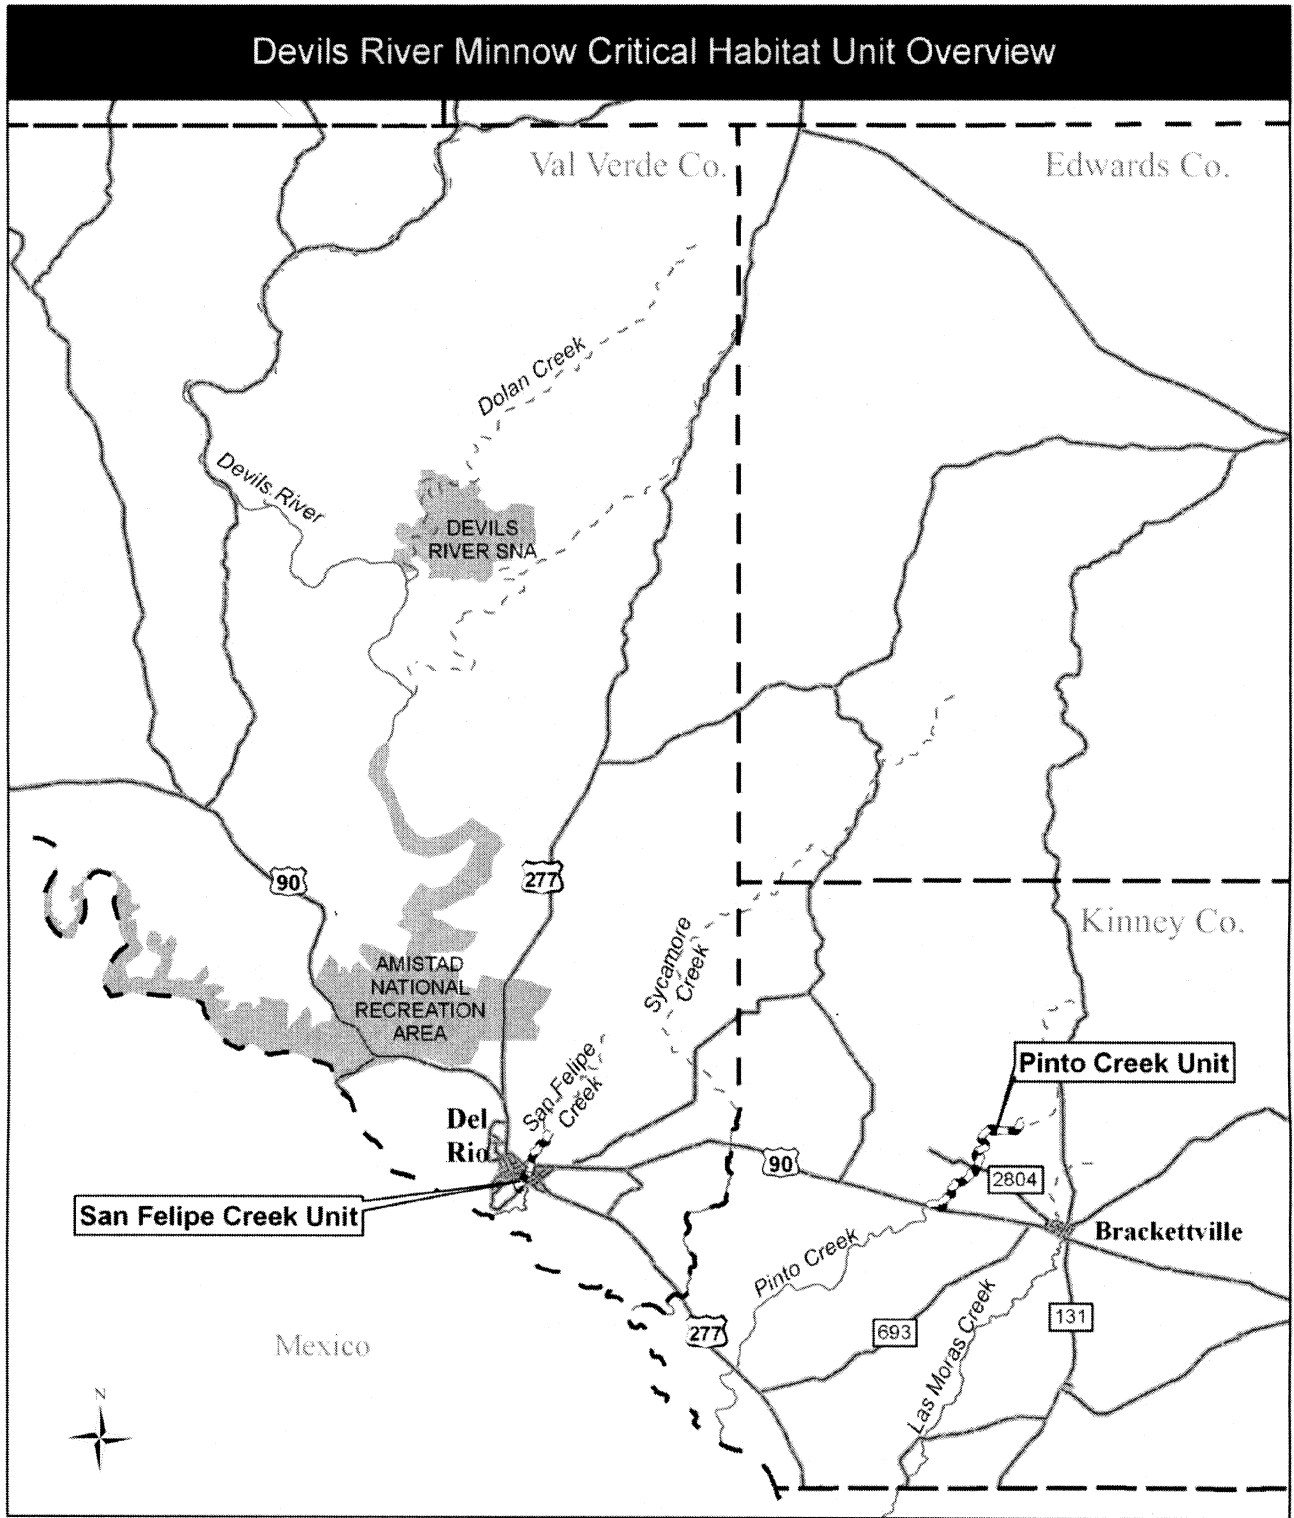 Devils River Minnow Critical Habitat Unit Overview
Val Verde Co.
Edwards Co.
Dolan Creek
Devils River
DEVILS
RIVER SNA
90
277
Kinney Co.
Sycamore
Creek
AMISTAD
NATIONAL
RECREATION
AREA
San Felipe
Creek
Pinto Creek Unit
Del
Rio
90
2804
San Felipe Creek Unit
Brackettville
Pinto Creek
Las Moras Creek
277
693
131
Mexico
N